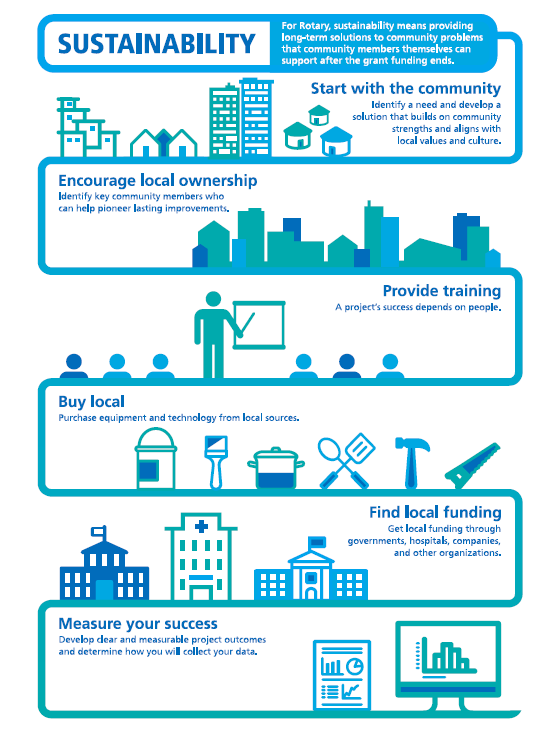 SUSTAINABILITY
For Rotary, sustainability means providing
long-term solutions to community problems
that community members themselves can
support after the grant funding ends.
Start with the community
Identify a need and develop a
solution that builds on community
strengths and aligns with
local values and culture.
Encourage local ownership
Identify key community members who
can help pioneer lasting improvements.
Provide training
A project's success depends on people.
Buy local
Purchase equipment and technology from local sources.
Find local funding
Get local funding through
governments, hospitals, companies,
and other organizations.
Measure your success
Develop clear and measurable project outcomes
and determine how you will collect your data.